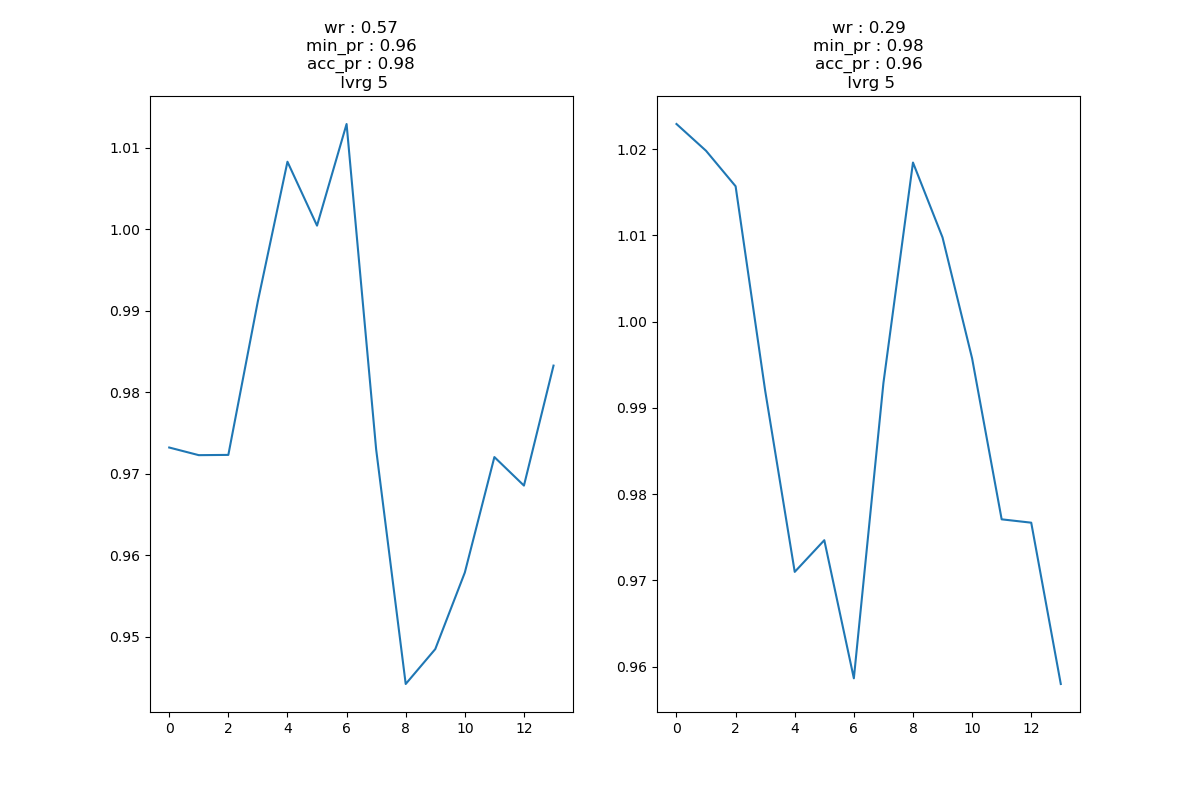 wr : 0.57
min_pr : 0.96
acc_pr : 0.98
lvrg 5
1.01
1.00
0.99
0.98
0.97
0.96
0.95
0 2 4 6 8 10 12
wr : 0.29
min_pr : 0.98
acc_pr : 0.96
lvrg 5
1.02
1.01
1.00
0.99
0.98
0.97
0.96
0 2 4 6 8 10 12